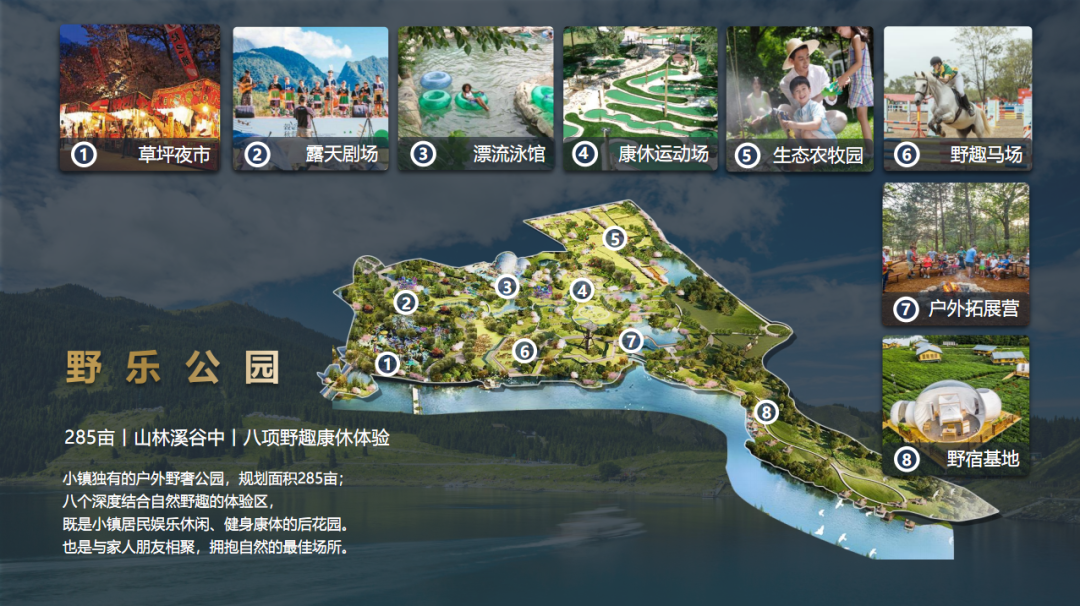 ① 草坪夜市
② 露天剧场
③ 漂流泳馆
④ 康休运动场
⑤ 生态农牧园
⑥ 野趣马场
⑦ 户外拓展营
⑧ 野宿基地
⑤
③
④
②
⑦
⑥
①
⑧
野乐公园
285亩丨山林溪谷中丨八项野趣康休体验
小镇独有的户外野奢公园，规划面积285亩；
八个深度结合自然野趣的体验区，
既是小镇居民娱乐休闲、健身康体的后花园。
也是与家人朋友相聚，拥抱自然的最佳场所。